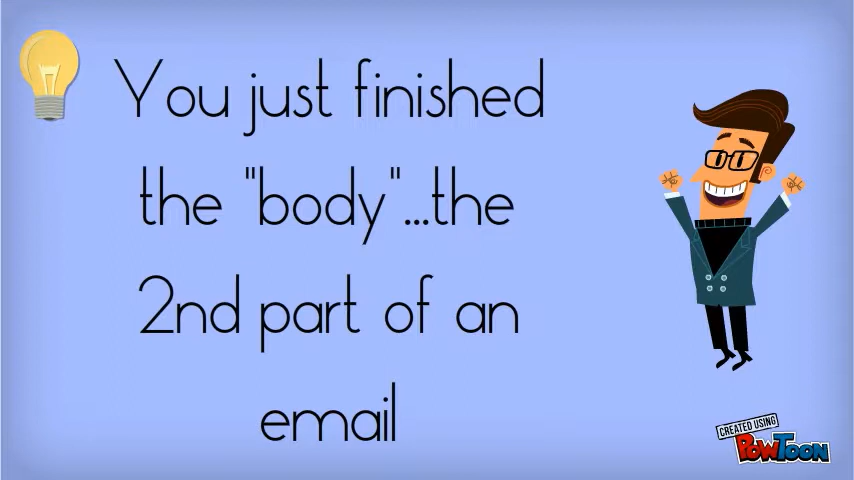 You just finished
the "body"...the
2nd part of an
email
CREATED USING
POWTOON